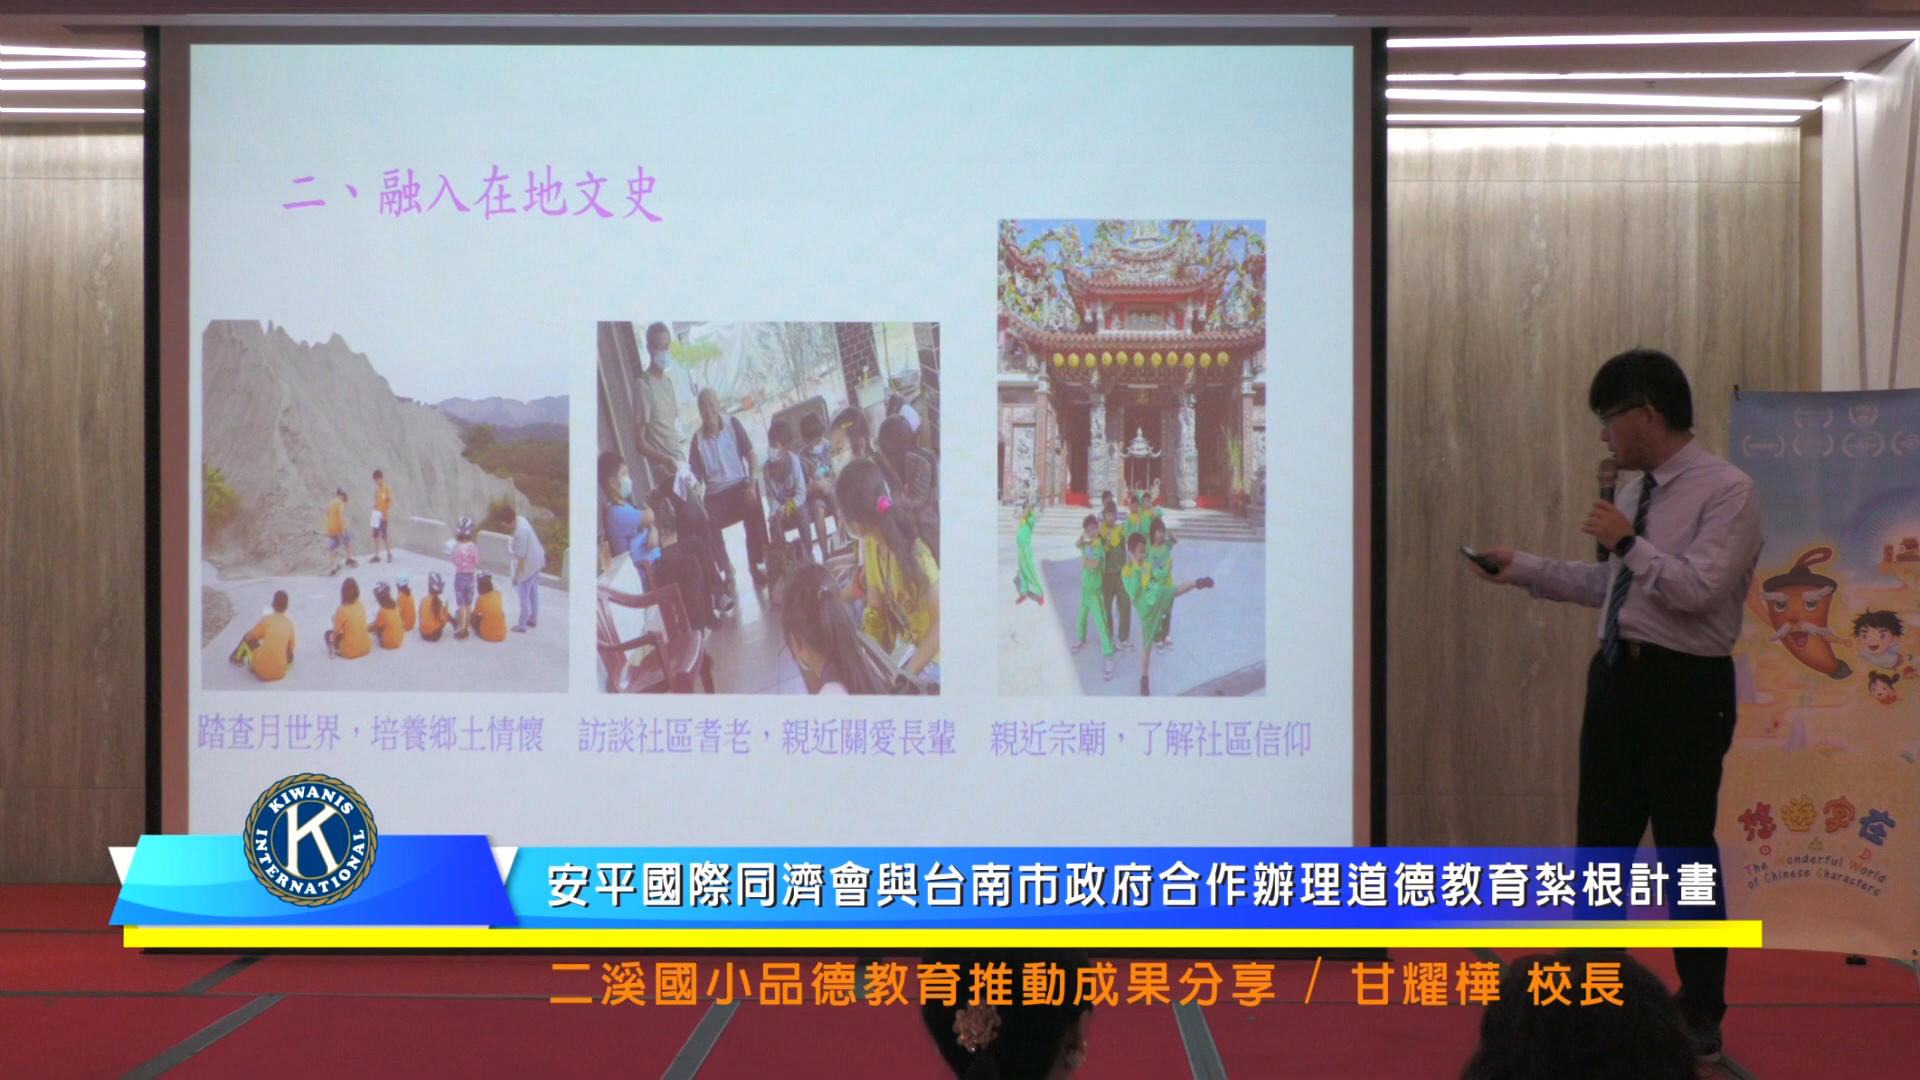 二、融入在地文史
踏查月世界，培養鄉土情懷
訪談社區耆老，親近關愛長輩
親近宗廟，了解社區信仰
KIWANIS
K
INTERNATIONAL
安平國際同濟會與台南市政府合作辦理道德教育紮根計畫
二溪國小品德教育推動成果分享 / 甘耀樺 校長
悠遊字在
The Wonderful World
of Chinese Characters